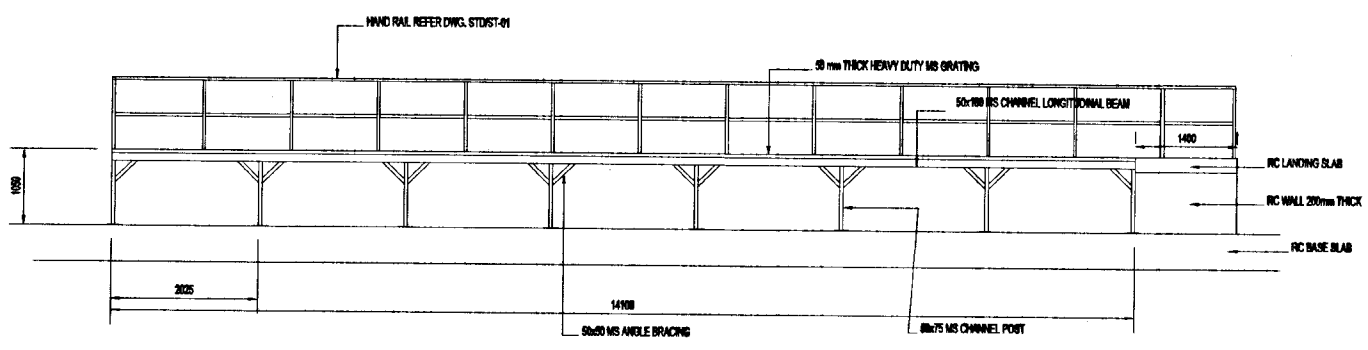 HAND RAIL REFER DWG. STD/ST-01
50 mm THICK HEAVY DUTY MS GRATING
50x100 MS CHANNEL LONGITUDINAL BEAM
1400
RC LANDING SLAB
1050
RC WALL 200mm THICK
RC BASE SLAB
2025
14100
50x50 MS ANGLE BRACING
MS CHANNEL POST